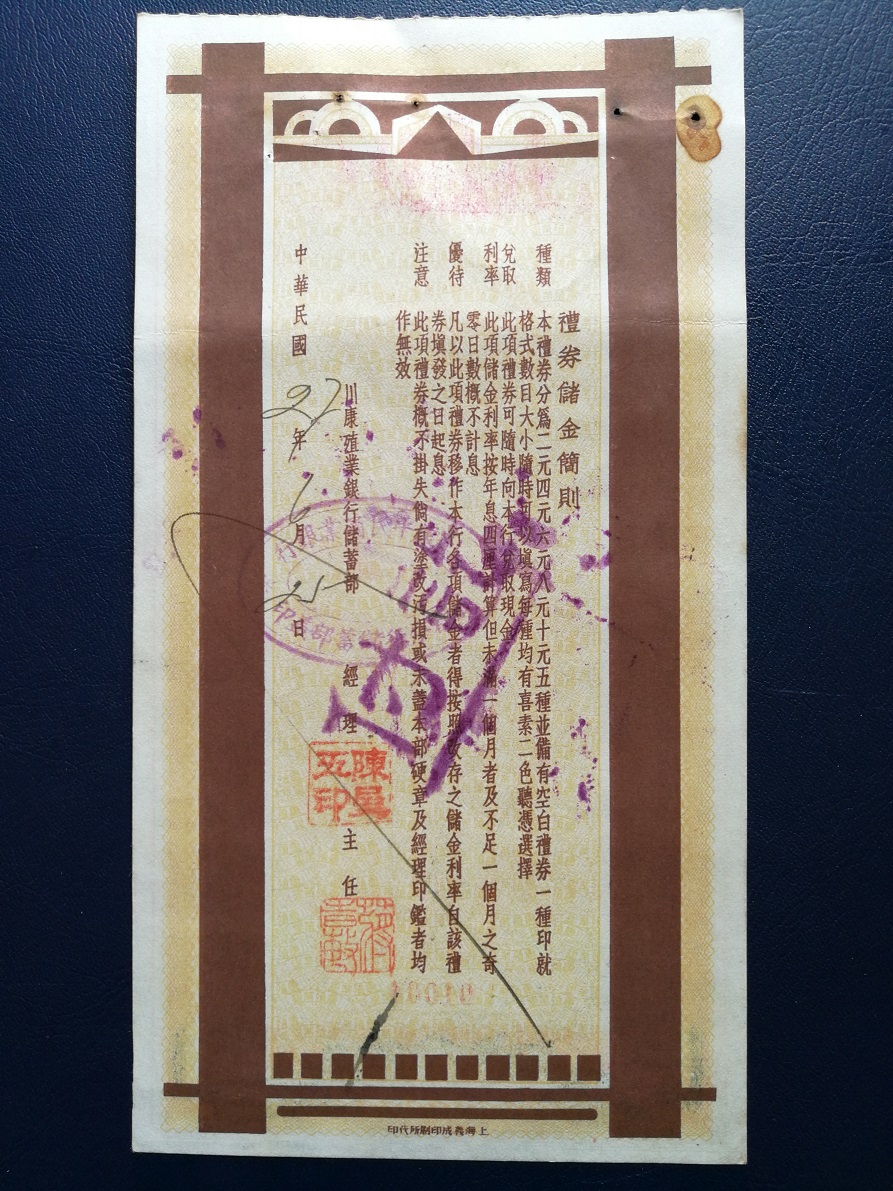 禮券儲金簡則
種類 本禮券分爲二元四元六元八元十元五種並備有空白禮券一種印就
格式數目大小隨時可以塡寫每種均有喜素二色聽憑選擇
兌取 此項禮券可隨時向本行兌取現金
利率 此項儲金利率按年息四厘計算但未滿一個月者及不足一個月之奇
零日數概不計息
優待 凡以此項禮券移作本行各項儲金者得按照改存之儲金利率自該禮
券塡發之日起息
注意 此項禮券概不掛失倘有塗改汚損或未蓋本部硬章及經理印鑑者均
作無效
川康殖業銀行儲蓄部 經理 主任
陳 印
中華民國27年6月25日
上海義成印刷所代印